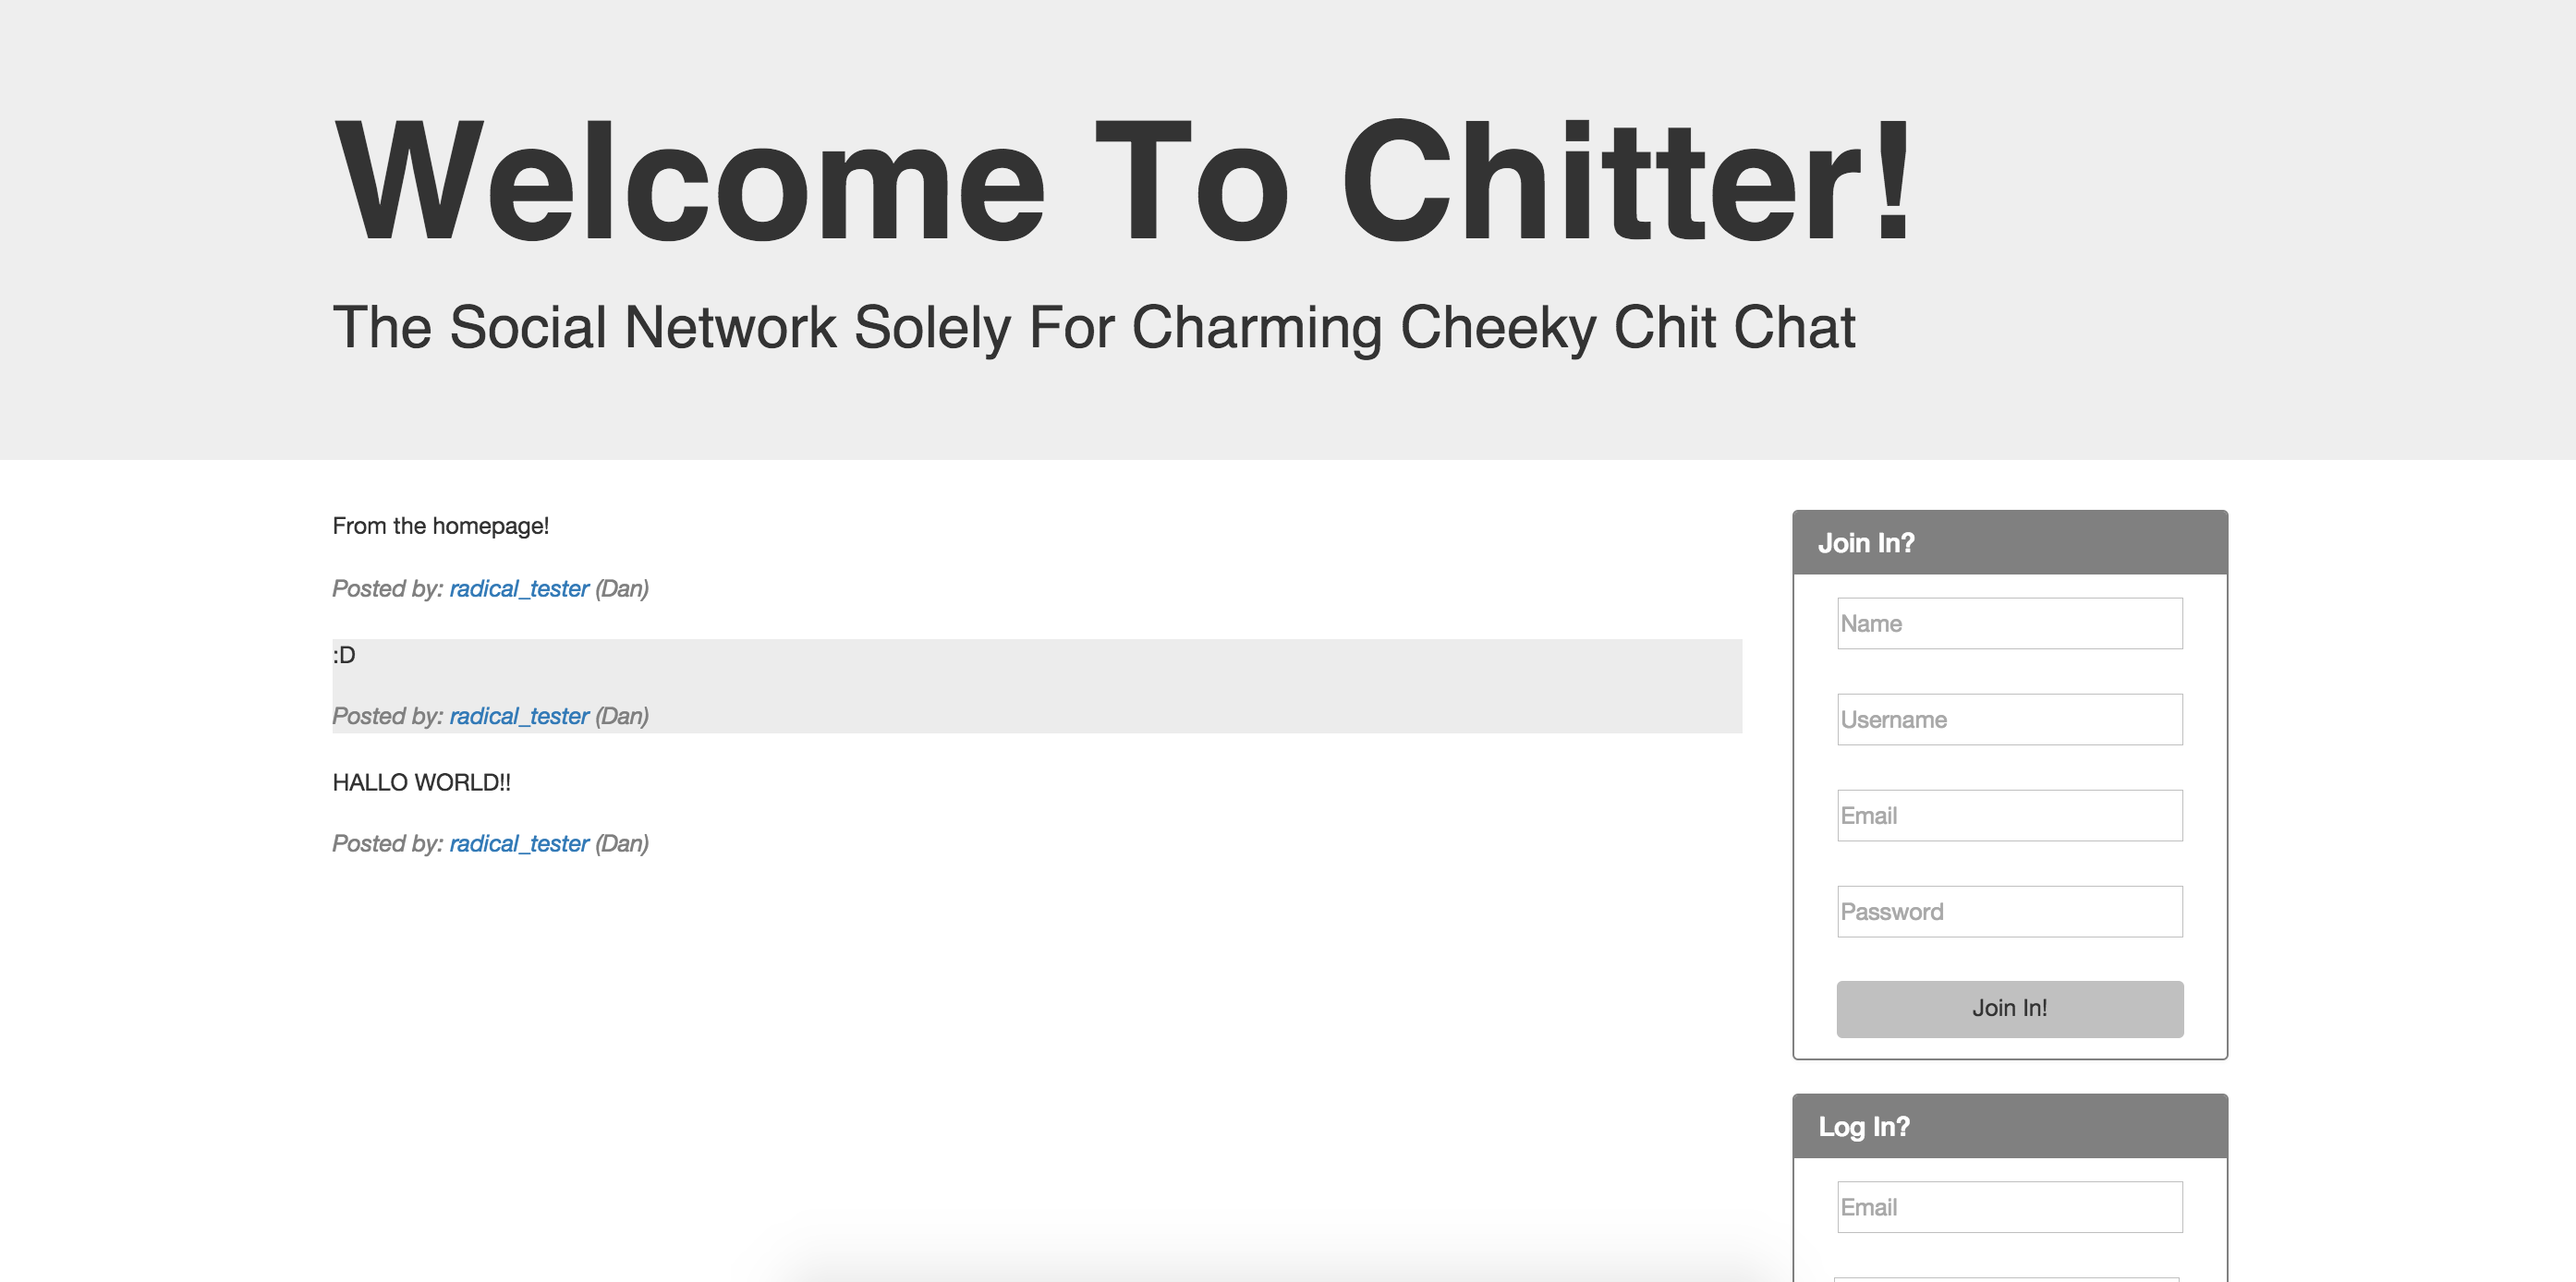 Welcome To Chitter!
The Social Network Solely For Charming Cheeky Chit Chat
From the homepage!
Posted by: radical_tester (Dan)
:D
Posted by: radical_tester (Dan)
HALLO WORLD!!
Posted by: radical_tester (Dan)
Join In?
Name
Username
Email
Password
Join In!
Log In?
Email